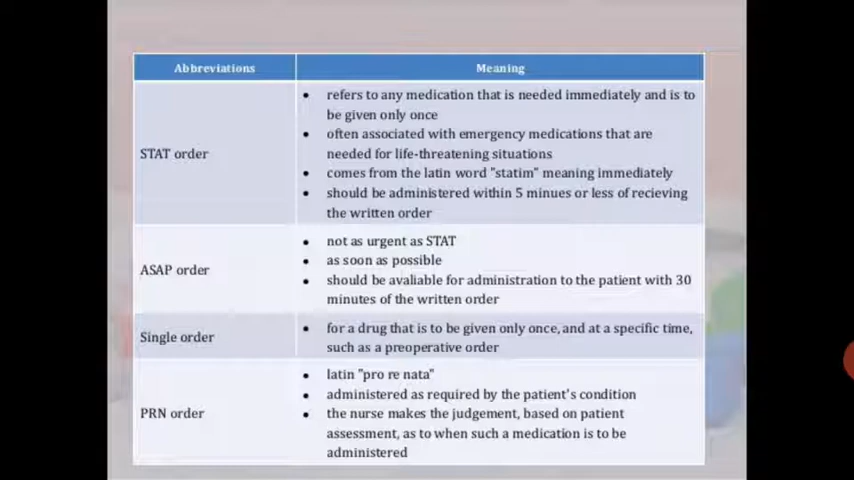 Abbreviations
Meaning
STAT order
• refers to any medication that is needed immediately and is to
be given only once
• often associated with emergency medications that are
needed for life-threatening situations
• comes from the latin word "statim" meaning immediately
• should be administered within 5 minues or less of recieving
the written order
ASAP order
• not as urgent as STAT
• as soon as possible
• should be avaliable for administration to the patient with 30
minutes of the written order
Single order
• for a drug that is to be given only once, and at a specific time,
such as a preoperative order
PRN order
• latin "pro re nata"
• administered as required by the patient's condition
• the nurse makes the judgement, based on patient
assessment, as to when such a medication is to be
administered